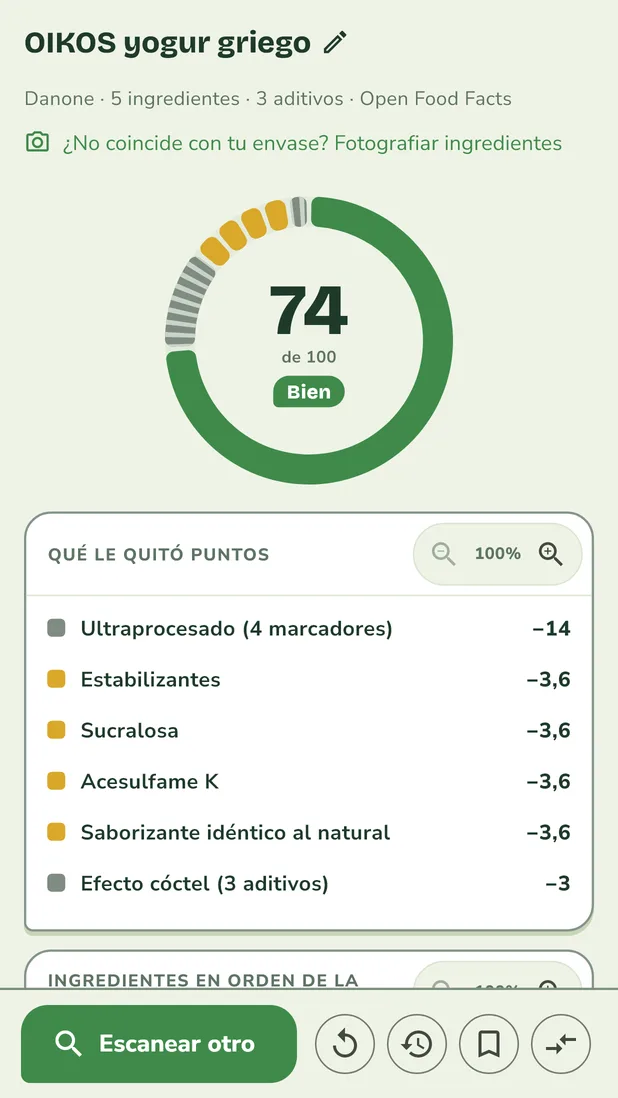 OIKOS yogur griego
Danone · 5 ingredientes · 3 aditivos · Open Food Facts
¿No coincide con tu envase? Fotografiar ingredientes
74
de 100
Bien
QUÉ LE QUITÓ PUNTOS
100%
Ultraprocesado (4 marcadores) −14
Estabilizantes −3,6
Sucralosa −3,6
Acesulfame K −3,6
Saborizante idéntico al natural −3,6
Efecto cóctel (3 aditivos) −3
INGREDIENTES EN ORDEN DE LA
100%
Escanear otro